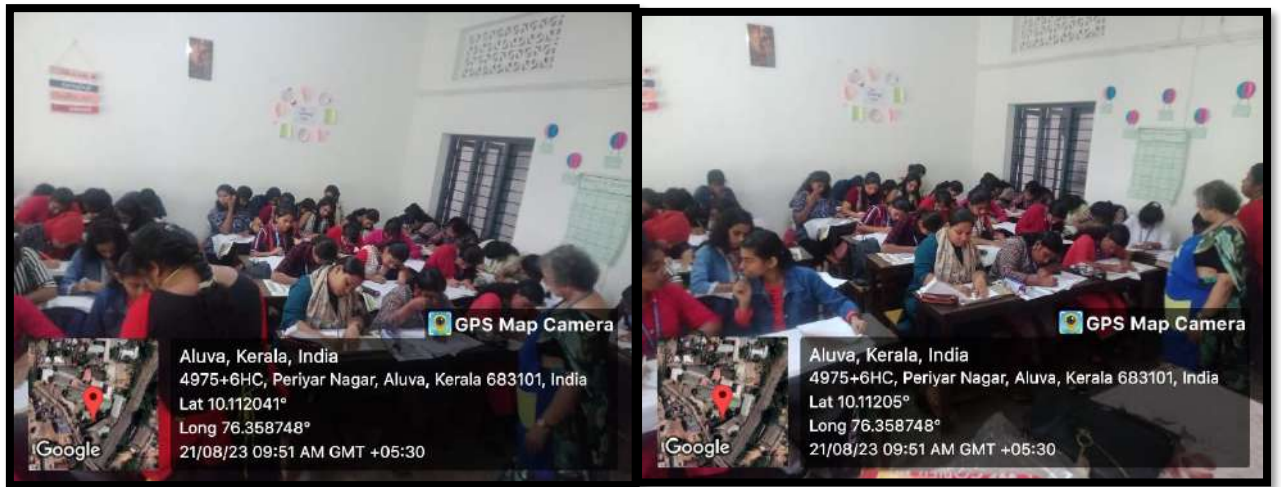 GPS Map Camera
Aluva, Kerala, India
4975+6HC, Periyar Nagar, Aluva, Kerala 683101, India
Lat 10.112041°
Long 76.358748°
21/08/23 09:51 AM GMT +05:30
Google
GPS Map Camera
Aluva, Kerala, India
4975+6HC, Periyar Nagar, Aluva, Kerala 683101, India
Lat 10.11205°
Long 76.358748°
21/08/23 09:51 AM GMT +05:30
Google